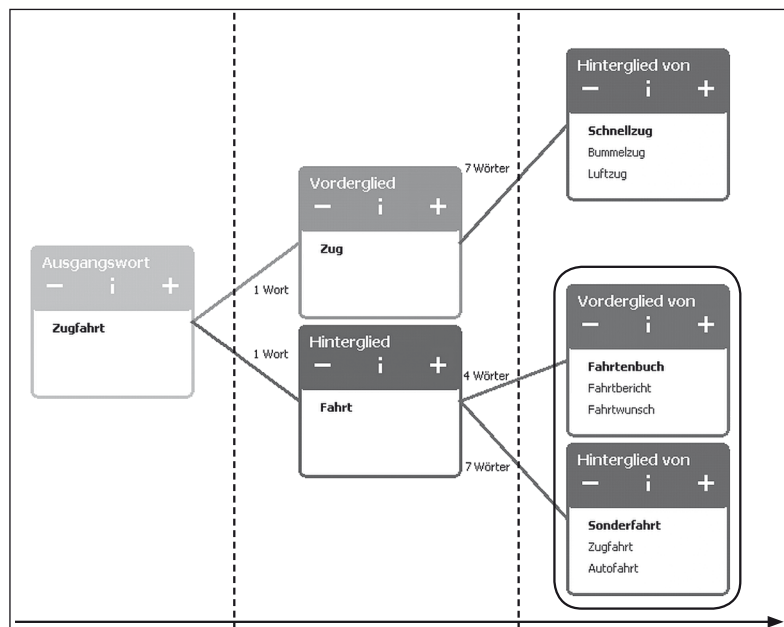 Ausgangswort
– i +
Zugfahrt
1 Wort
1 Wort
Vorderglied
– i +
Zug
Hinterglied
– i +
Fahrt
7 Wörter
4 Wörter
7 Wörter
Hinterglied von
– i +
Schnellzug
Bummelzug
Luftzug
Vorderglied von
– i +
Fahrtenbuch
Fahrtbericht
Fahrtwunsch
Hinterglied von
– i +
Sonderfahrt
Zugfahrt
Autofahrt